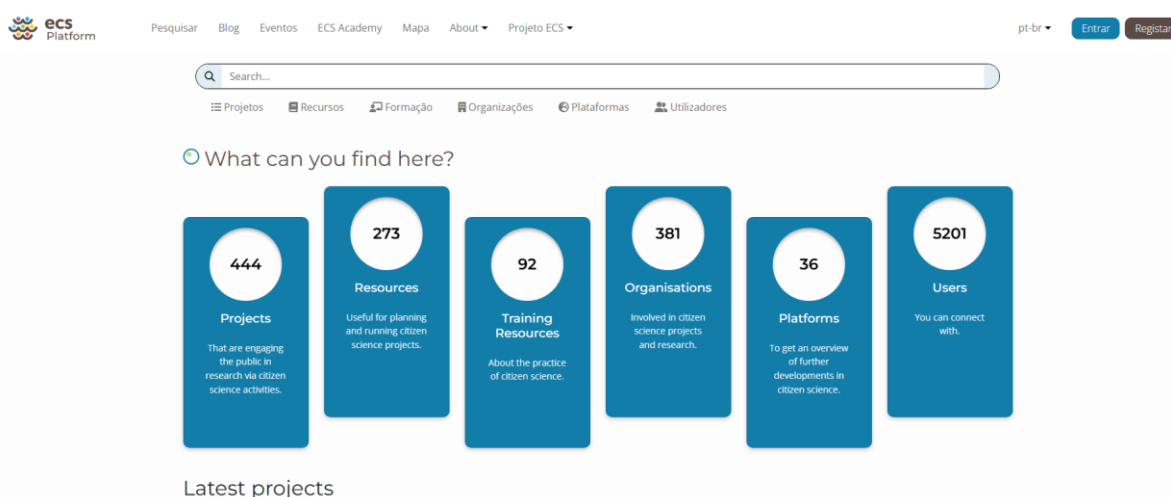 ecs
Platform
Pesquisar Blog Eventos ECS Academy Mapa About Projeto ECS
pt-br Entrar Registar
Search...
Projetos Recursos Formação Organizações Plataformas Utilizadores
What can you find here?
444
Projects
That are engaging
the public in
research via citizen
science activities.
273
Resources
Useful for planning
and running citizen
science projects.
92
Training
Resources
About the practice
of citizen science.
381
Organisations
Involved in citizen
science projects
and research.
36
Platforms
To get an overview
of further
developments in
citizen science.
5201
Users
You can connect
with.
Latest projects